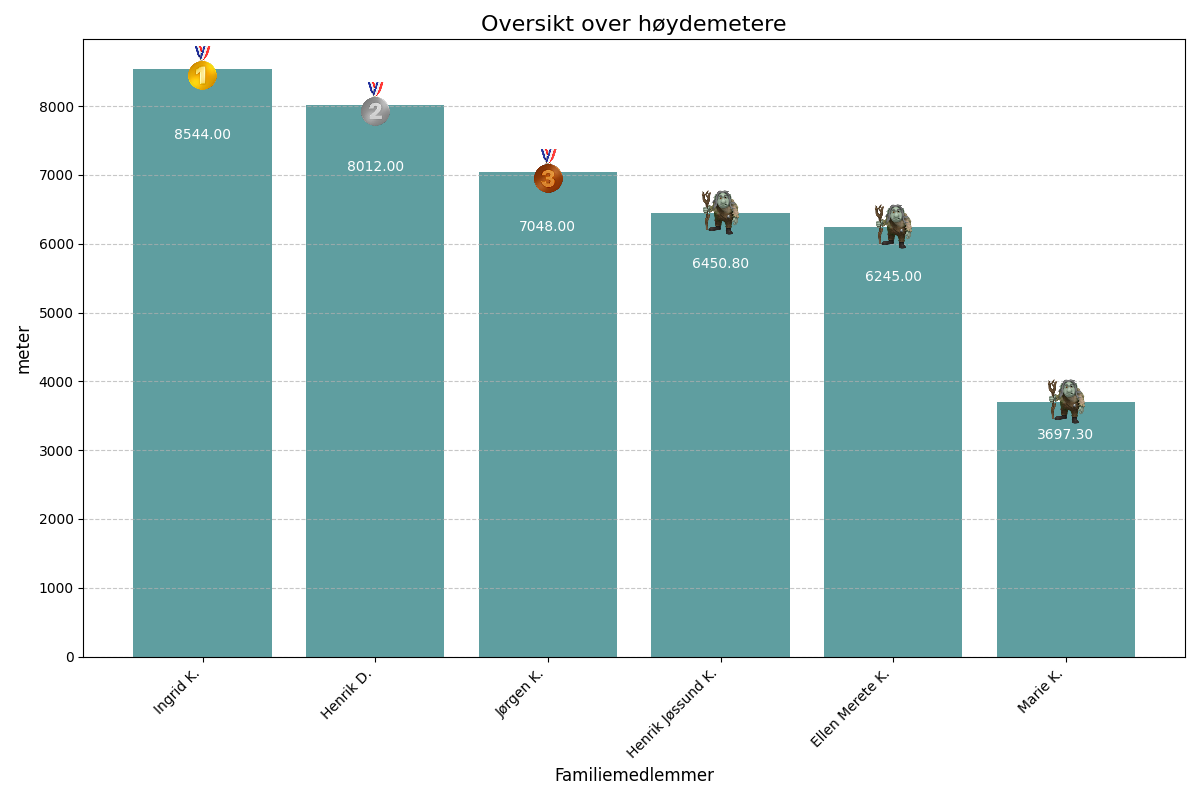 Oversikt over høydemetere
1
2
3
8544.00
8012.00
7048.00
6450.80
6245.00
3697.30
meter
8000
7000
6000
5000
4000
3000
2000
1000
0
Ingrid K.
Henrik D.
Jørgen K.
Henrik Jøssund K.
Ellen Merete K.
Marie K.
Familiemedlemmer